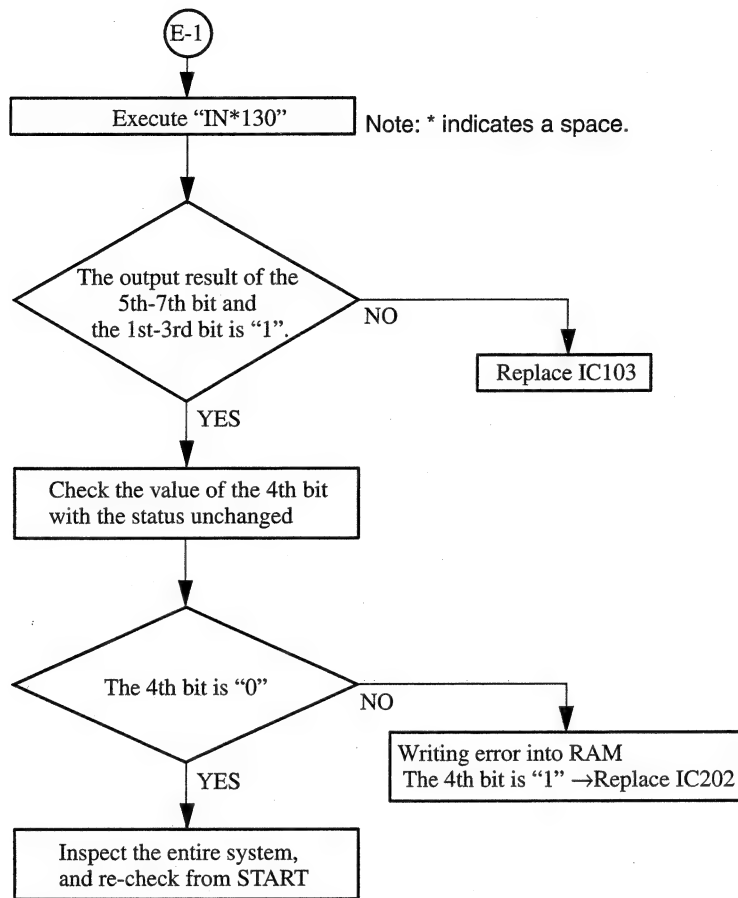 E-1
Execute “IN*130”
Note: * indicates a space.
The output result of the
5th-7th bit and
the 1st-3rd bit is “1”.
NO
Replace IC103
YES
Check the value of the 4th bit
with the status unchanged
The 4th bit is “0”
NO
Writing error into RAM
The 4th bit is “1” →Replace IC202
YES
Inspect the entire system,
and re-check from START